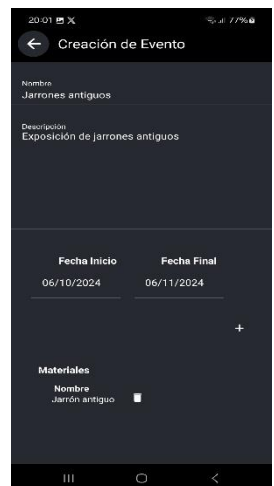 20:01 77%
Creación de Evento
Nombre
Jarrones antiguos
Descripción
Exposición de jarrones antiguos
Fecha Inicio Fecha Final
06/10/2024 06/11/2024
+
Materiales
Nombre
Jarrón antiguo